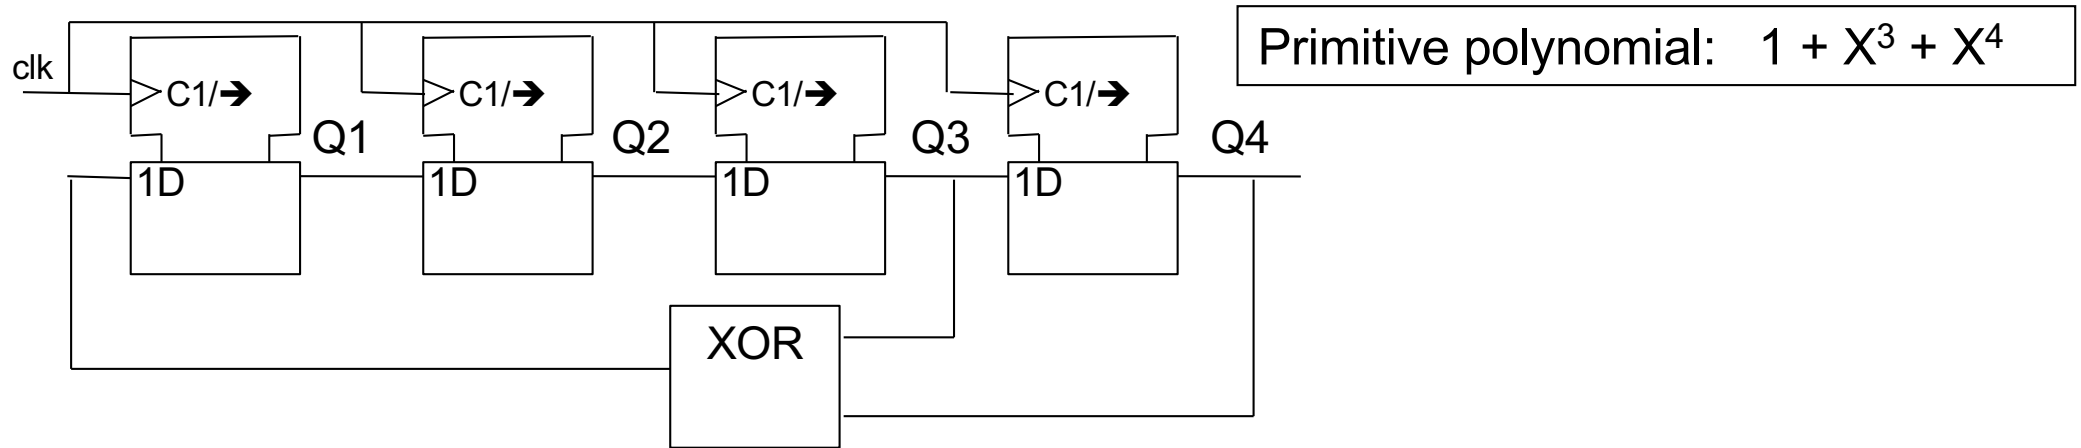 Primitive polynomial: 1 + X³ + X⁴
clk
C1/➔ C1/➔ C1/➔ C1/➔
Q1 Q2 Q3 Q4
1D 1D 1D 1D
XOR